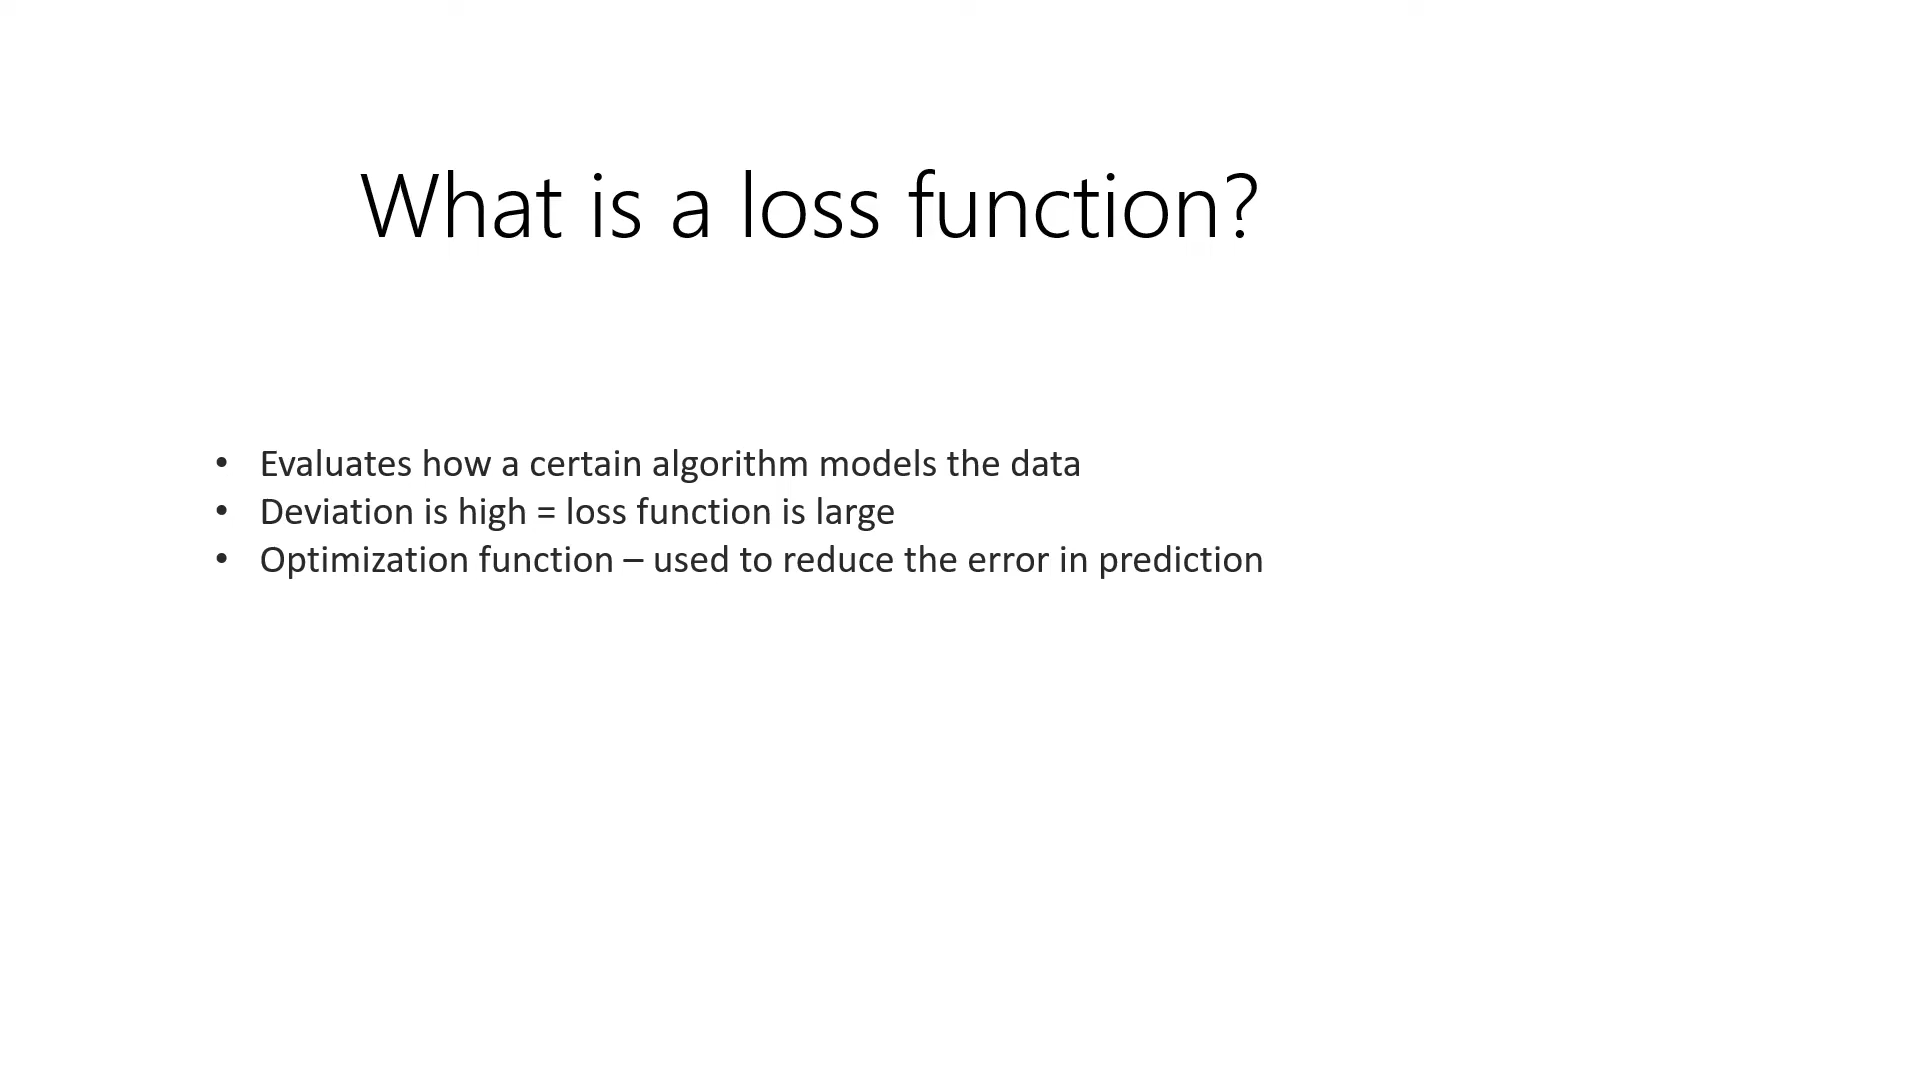 What is a loss function?
• Evaluates how a certain algorithm models the data
• Deviation is high = loss function is large
• Optimization function – used to reduce the error in prediction